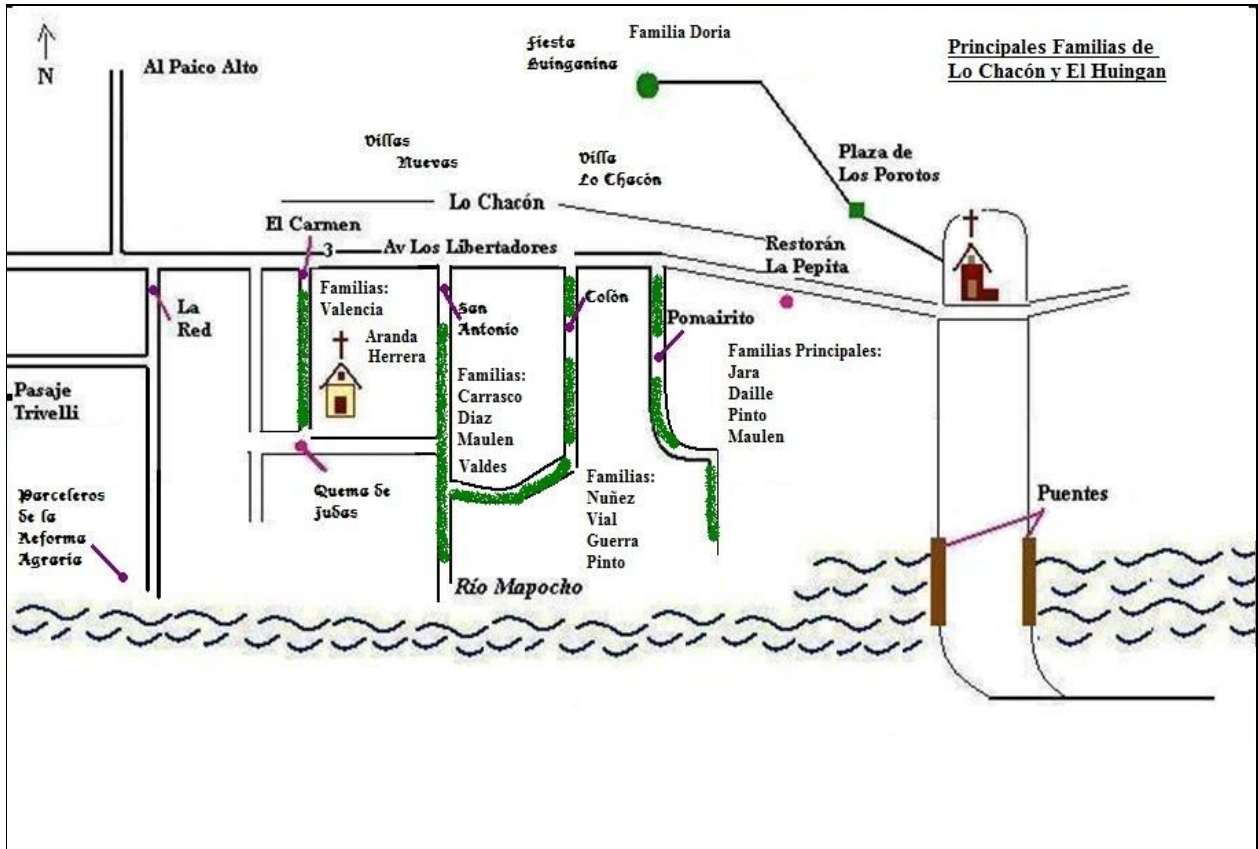 N
Al Paico Alto
Fiesta
Huinganina
Familia Doria
Principales Familias de
Lo Chacón y El Huingan
Villas
Nuevas
Villa
Lo Chacón
Plaza de
Los Porotos
Lo Chacón
El Carmen
3
Av Los Libertadores
Restorán
La Pepita
La
Red
Familias:
Valencia
Aranda
Herrera
San
Antonio
Colón
Pomairito
Familias:
Carrasco
Diaz
Maulen
Valdes
Familias Principales:
Jara
Daille
Pinto
Maulen
Pasaje
Trivelli
Parceleros
de la
Reforma
Agraria
Quema de
Judas
Familias:
Nuñez
Vial
Guerra
Pinto
Puentes
Río Mapocho